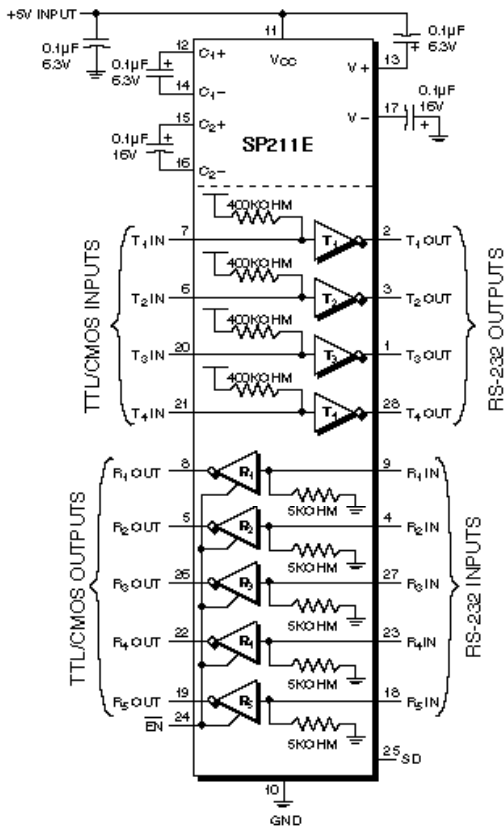 +5V INPUT
0.1µF
6.3V
0.1µF
6.3V
11
VCC
12
C1+
0.1µF
6.3V
14
C1−
15
C2+
0.1µF
16V
16
C2−
V+
13
V−
17
0.1µF
16V
SP211E
400KOHM
T1IN
7
T1
2
T1OUT
400KOHM
T2IN
6
T2
3
T2OUT
400KOHM
T3IN
20
T3
1
T3OUT
400KOHM
T4IN
21
T4
28
T4OUT
TTL/CMOS INPUTS
RS-232 OUTPUTS
R1OUT
8
R1
9
R1IN
5KOHM
R2OUT
5
R2
4
R2IN
5KOHM
R3OUT
26
R3
27
R3IN
5KOHM
R4OUT
22
R4
23
R4IN
5KOHM
R5OUT
19
R5
18
R5IN
5KOHM
TTL/CMOS OUTPUTS
RS-232 INPUTS
EN
24
25
SD
10
GND